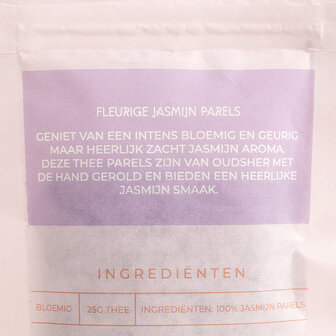 FLEURIGE JASMIJN PARELS
GENIET VAN EEN INTENS BLOEMIG EN GEURIG
MAAR HEERLIJK ZACHT JASMIJN AROMA.
DEZE THEE PARELS ZIJN VAN OUDSHER MET
DE HAND GEROLD EN BIEDEN EEN HEERLIJKE
JASMIJN SMAAK.
INGREDIËNTEN
BLOEMIG 25G THEE INGREDIËNTEN: 100% JASMIJN PARELS